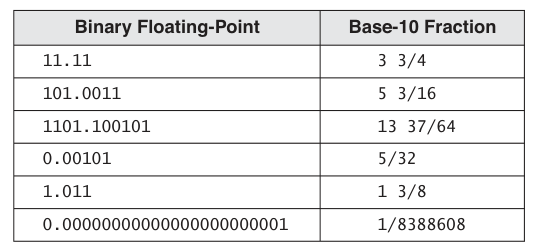 Binary Floating-Point Base-10 Fraction
11.11 3 3/4
101.0011 5 3/16
1101.100101 13 37/64
0.00101 5/32
1.011 1 3/8
0.00000000000000000000001 1/8388608